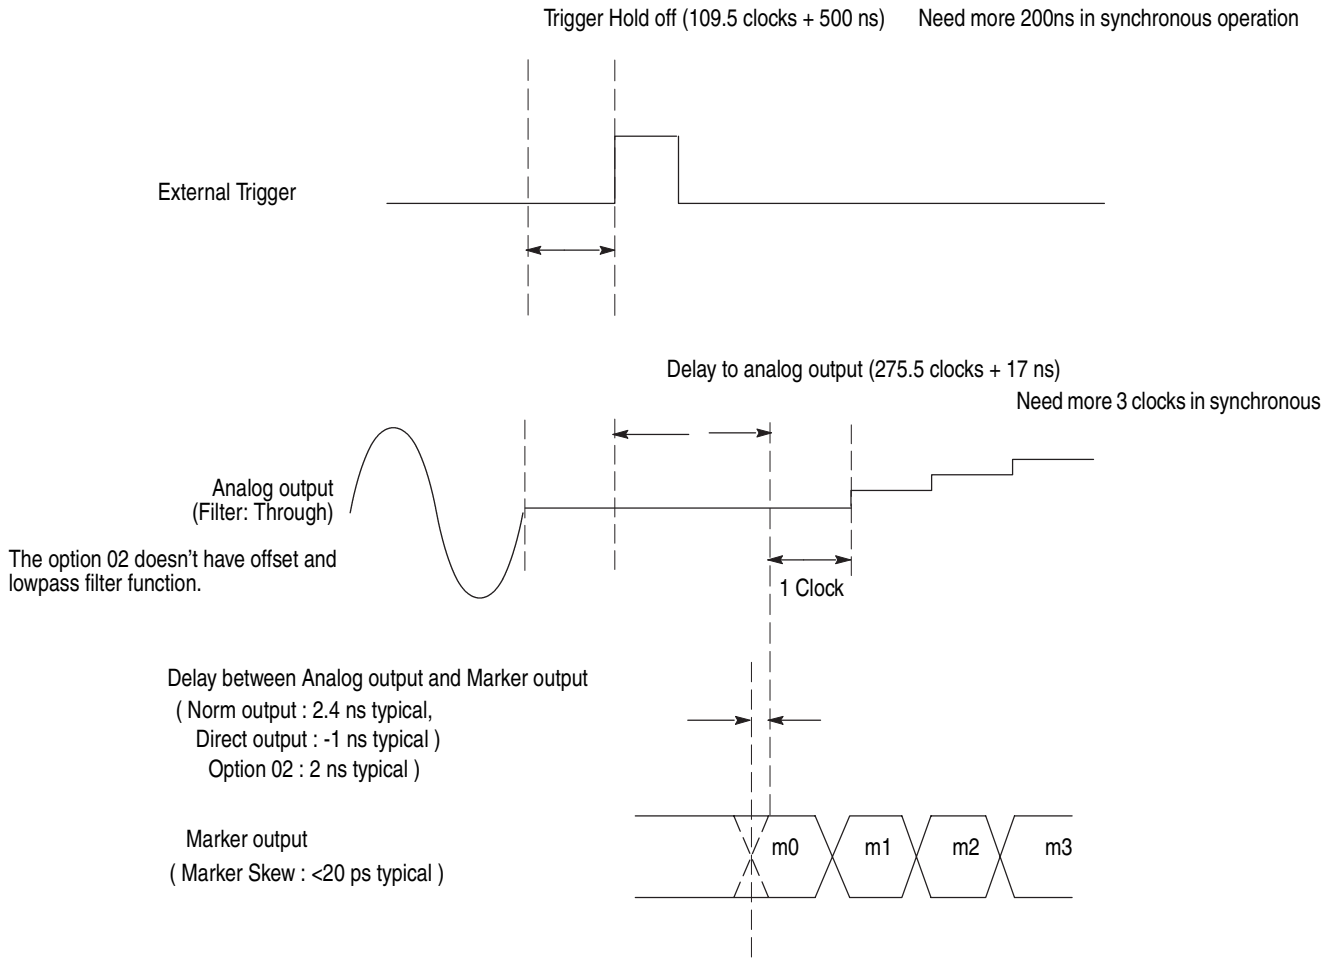 Trigger Hold off (109.5 clocks + 500 ns) Need more 200ns in synchronous operation
External Trigger
Delay to analog output (275.5 clocks + 17 ns)
Need more 3 clocks in synchronous
Analog output
(Filter: Through)
The option 02 doesn't have offset and
lowpass filter function.
1 Clock
Delay between Analog output and Marker output
( Norm output : 2.4 ns typical,
Direct output : -1 ns typical )
Option 02 : 2 ns typical )
Marker output
( Marker Skew : <20 ps typical )
m0 m1 m2 m3